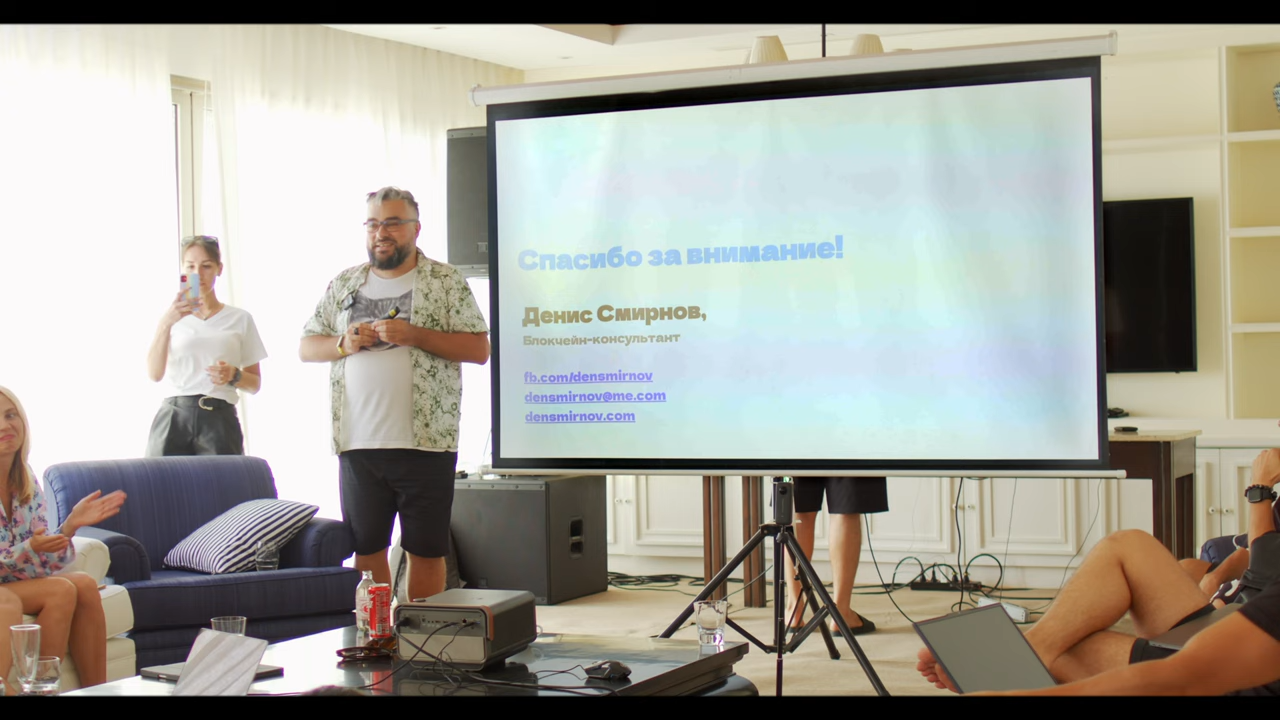 Спасибо за внимание!
Денис Смирнов,
Блокчейн-консультант
fb.com/densmirnov
densmirnov@me.com
densmirnov.com